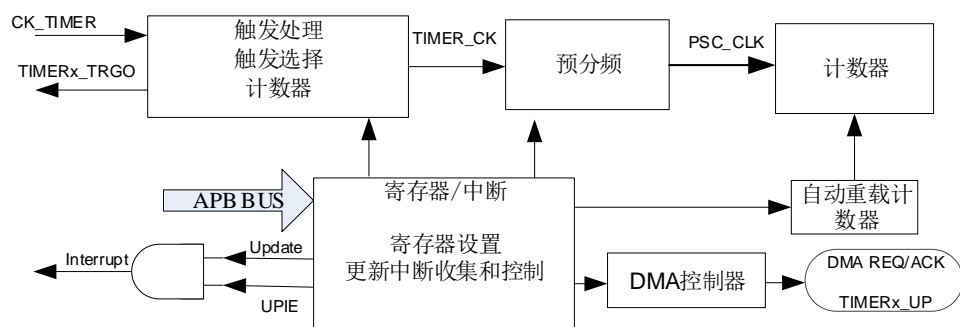 CK_TIMER
TIMERx_TRGO
触发处理
触发选择
计数器
TIMER_CK
预分频
PSC_CLK
计数器
APB BUS
寄存器/中断
寄存器设置
更新中断收集和控制
自动重载计
数器
Interrupt
Update
UPIE
DMA控制器
DMA REQ/ACK
TIMERx_UP